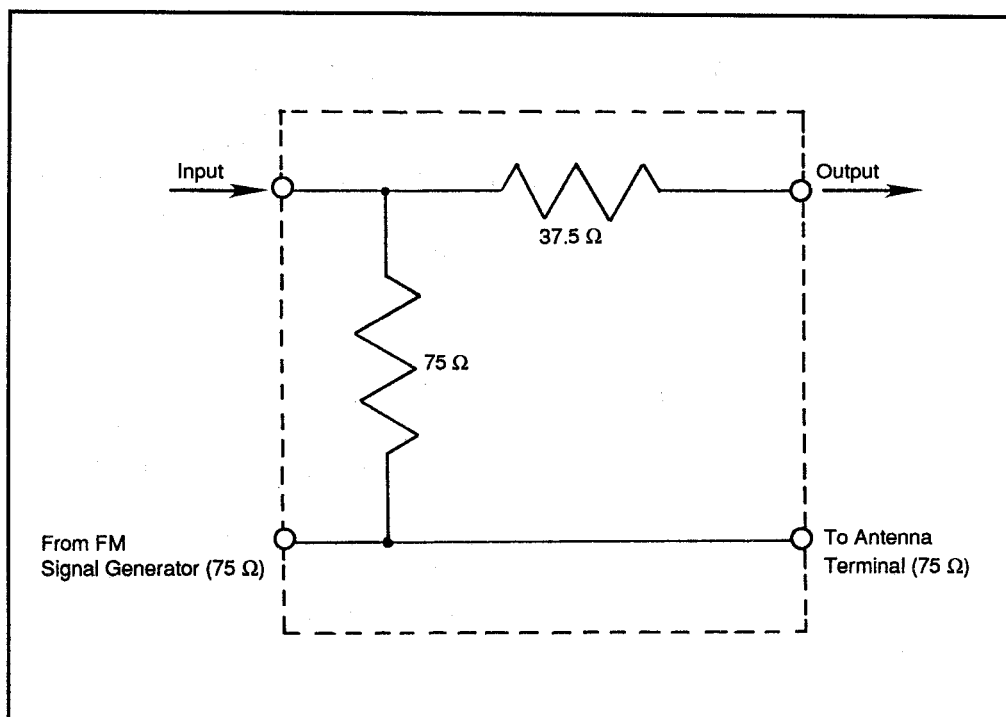 Input
Output
37.5 Ω
75 Ω
From FM
Signal Generator (75 Ω)
To Antenna
Terminal (75 Ω)